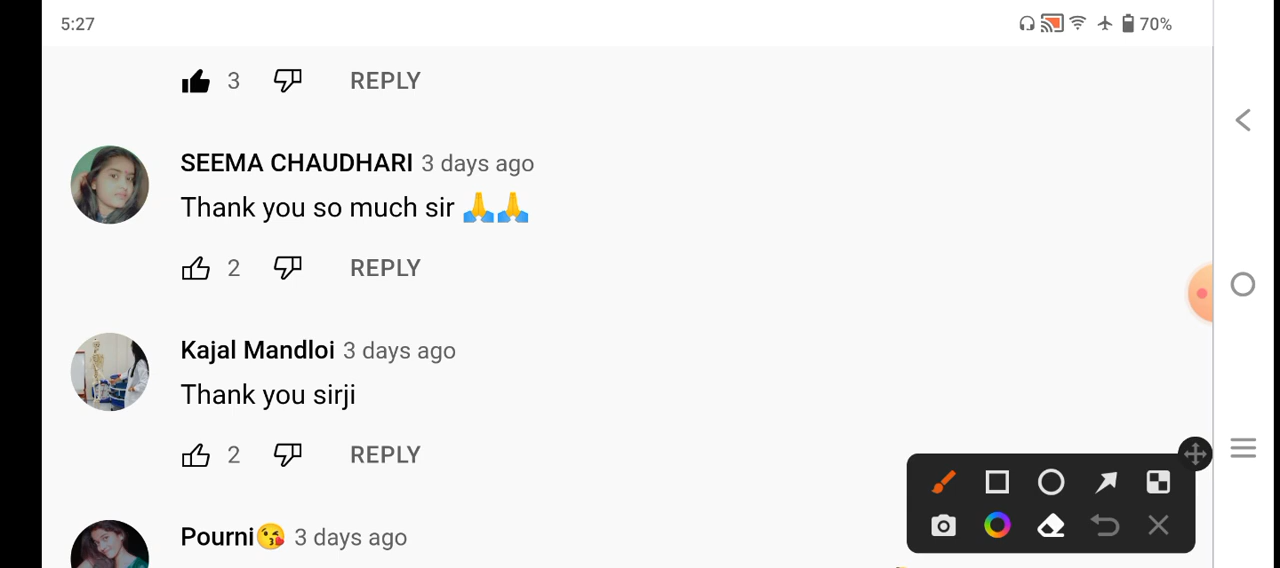 5:27
70%
3 REPLY
SEEMA CHAUDHARI 3 days ago
Thank you so much sir 🙏🙏
2 REPLY
Kajal Mandloi 3 days ago
Thank you sirji
2 REPLY
Pourni😘 3 days ago